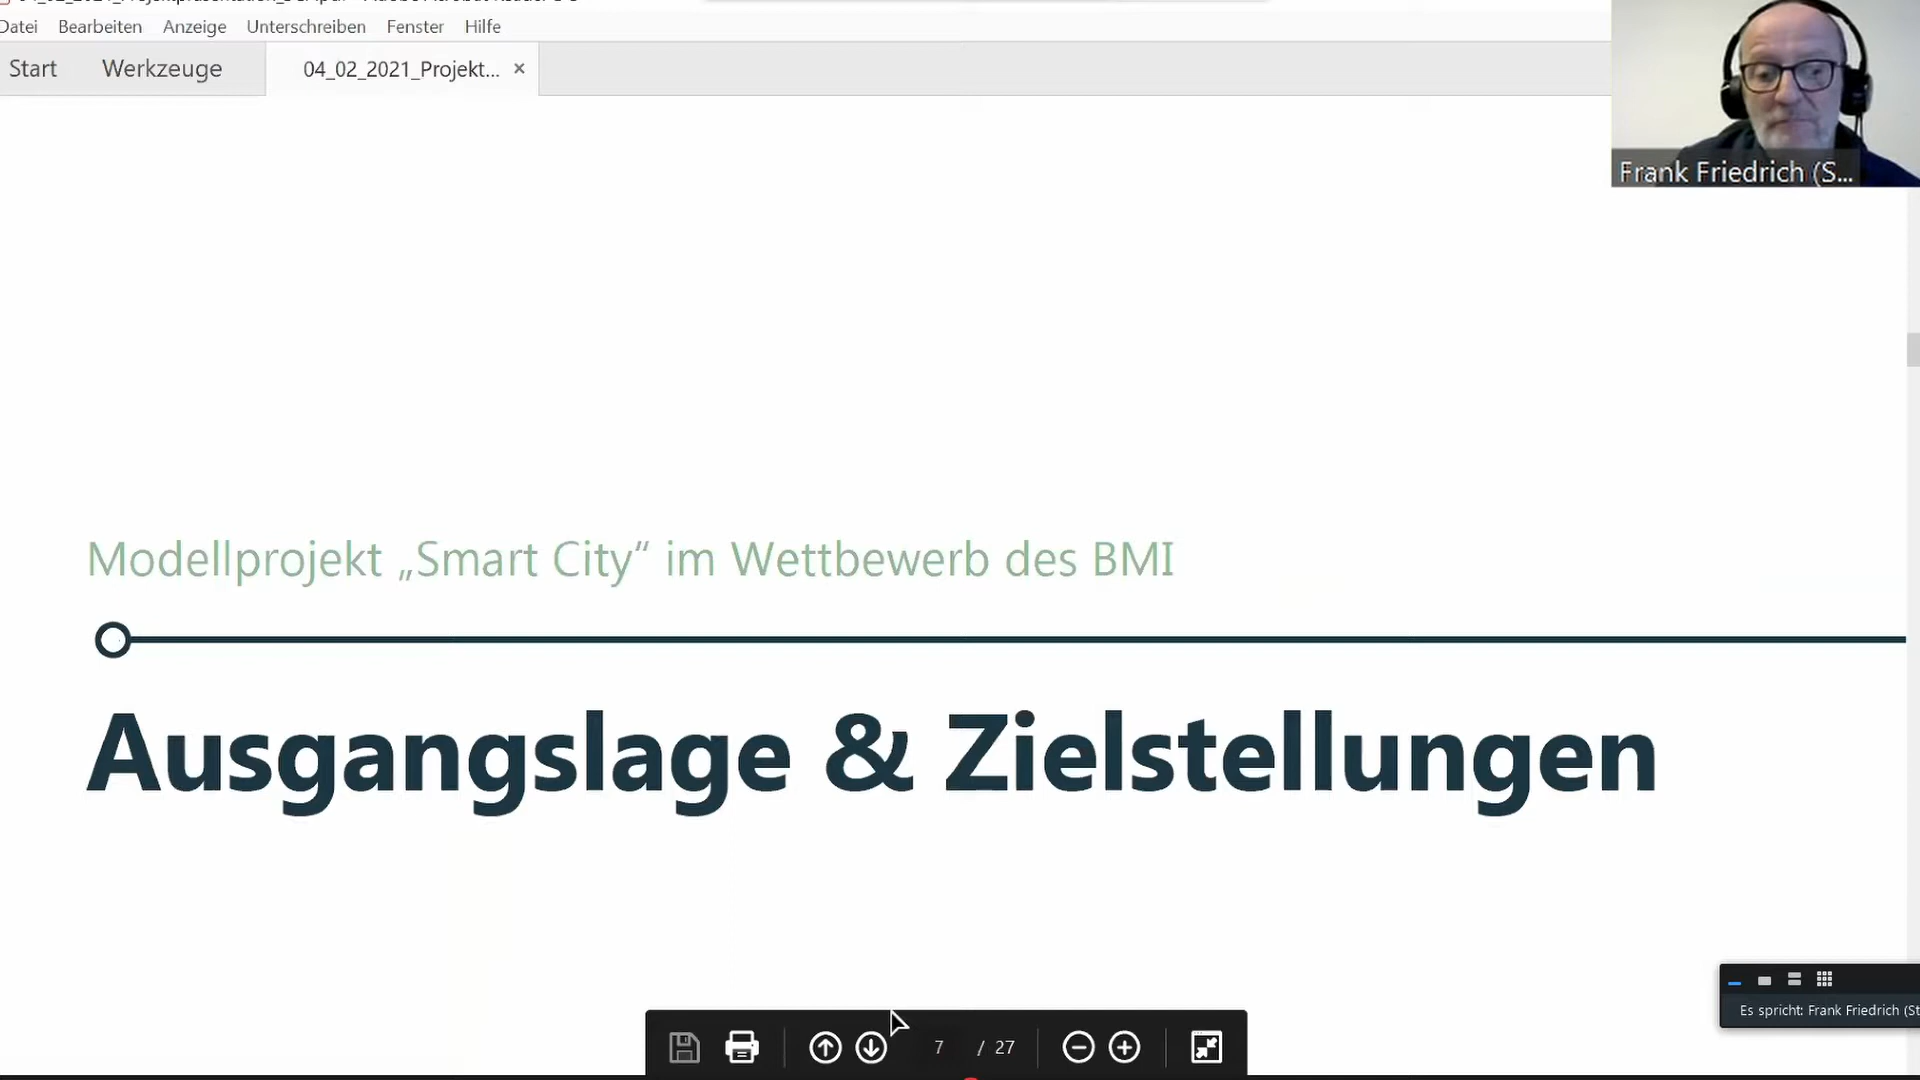 Datei Bearbeiten Anzeige Unterschreiben Fenster Hilfe
Start Werkzeuge 04_02_2021_Projekt... ×
Frank Friedrich (S...
Modellprojekt „Smart City“ im Wettbewerb des BMI
Ausgangslage & Zielstellungen
Es spricht: Frank Friedrich (St
7 / 27